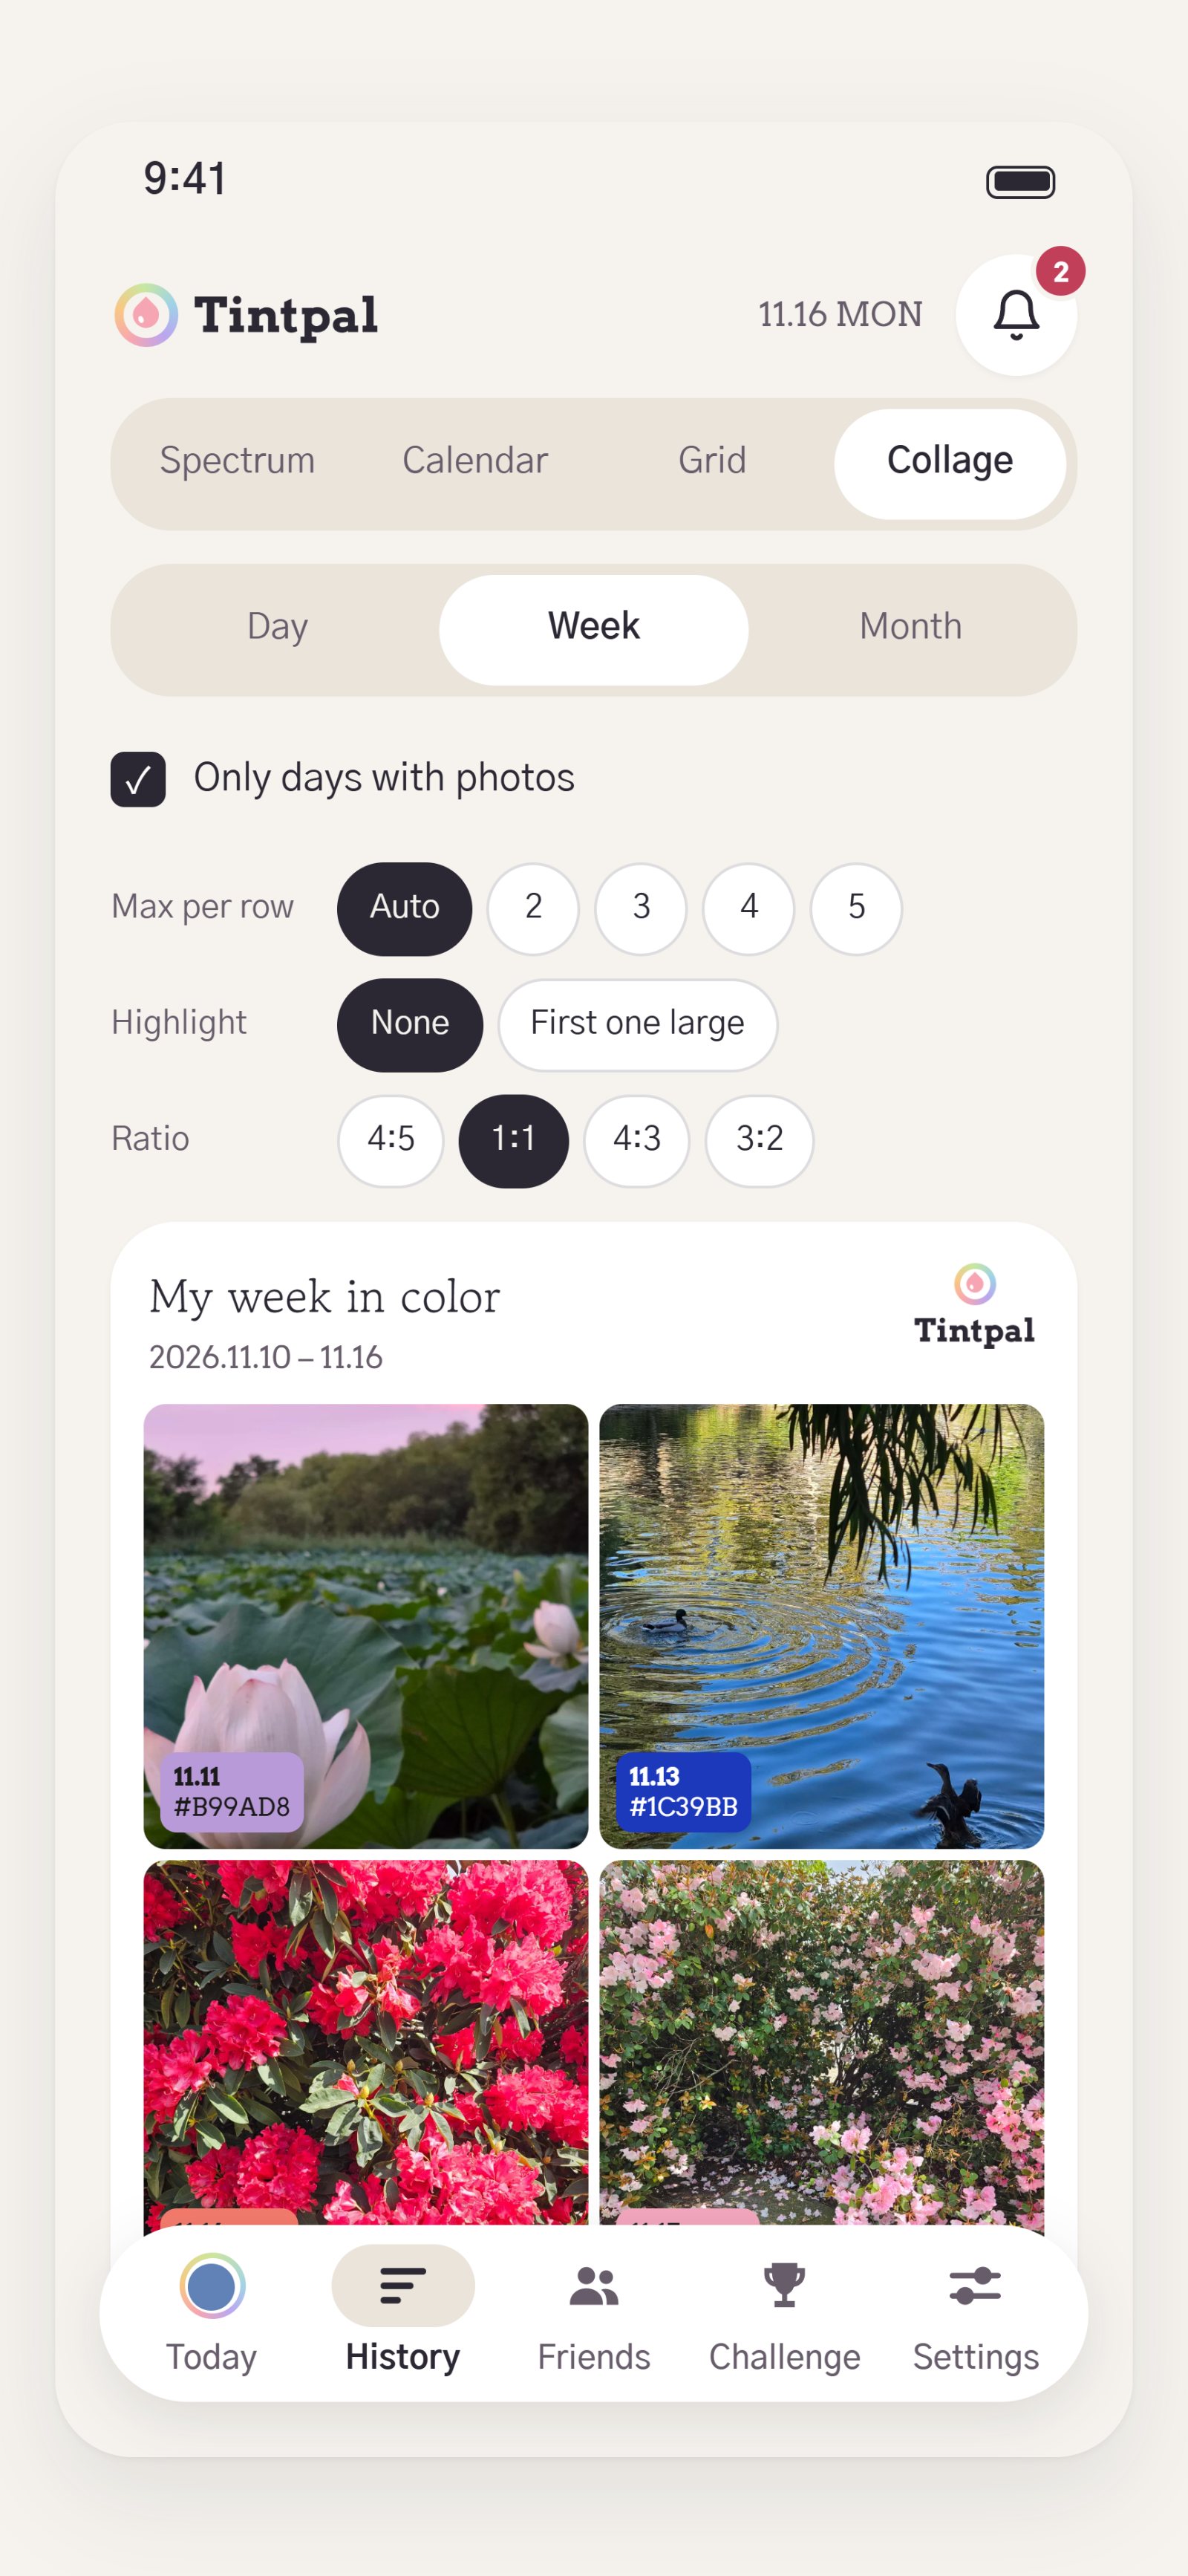 9:41
Tintpal
11.16 MON
2
Spectrum Calendar Grid Collage
Day Week Month
Only days with photos
Max per row Auto 2 3 4 5
Highlight None First one large
Ratio 4:5 1:1 4:3 3:2
My week in color
Tintpal
2026.11.10 – 11.16
11.11
#B99AD8
11.13
#1C39BB
Today History Friends Challenge Settings